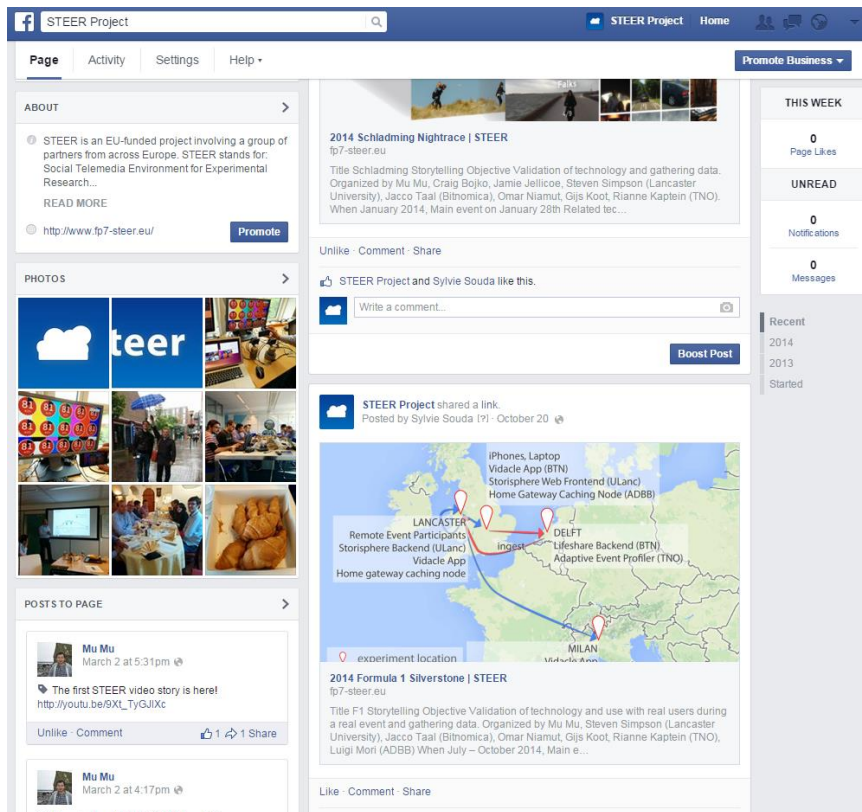 STEER Project
STEER Project Home
Page Activity Settings Help
Promote Business
ABOUT
STEER is an EU-funded project involving a group of
partners from across Europe. STEER stands for:
Social Telemedia Environment for Experimental
Research...
READ MORE
http://www.fp7-steer.eu/
Promote
PHOTOS
teer
81 81 81 81
81 81 81 81
POSTS TO PAGE
Mu Mu
March 2 at 5:31pm
The first STEER video story is here!
http://youtu.be/9Xt_TyGJIXc
Unlike · Comment
1 1 Share
Mu Mu
March 2 at 4:17pm
Falks
2014 Schladming Nightrace | STEER
fp7-steer.eu
Title Schladming Storytelling Objective Validation of technology and gathering data.
Organized by Mu Mu, Craig Bojko, Jamie Jellicoe, Steven Simpson (Lancaster
University), Jacco Taal (Bitnomica), Omar Niamut, Gijs Koot, Rianne Kaptein (TNO).
When January 2014, Main event on January 28th Related tec...
Unlike · Comment · Share
STEER Project and Sylvie Souda like this.
Write a comment...
Boost Post
STEER Project shared a link.
Posted by Sylvie Souda [?] · October 20
iPhones, Laptop
Vidacle App (BTN)
Storisphere Web Frontend (ULanc)
Home Gateway Caching Node (ADBB)
LANCASTER
Remote Event Participants
Storisphere Backend (ULanc)
Vidacle App
Home gateway caching node
ingest
DELFT
Lifeshare Backend (BTN)
Adaptive Event Profiler (TNO)
MILAN
Vidacle App
experiment location
2014 Formula 1 Silverstone | STEER
fp7-steer.eu
Title F1 Storytelling Objective Validation of technology and use with real users during
a real event and gathering data. Organized by Mu Mu, Steven Simpson (Lancaster
University), Jacco Taal (Bitnomica), Omar Niamut, Gijs Koot, Rianne Kaptein (TNO),
Luigi Mori (ADBB) When July – October 2014, Main e...
Like · Comment · Share
THIS WEEK
0
Page Likes
UNREAD
0
Notifications
0
Messages
Recent
2014
2013
Started